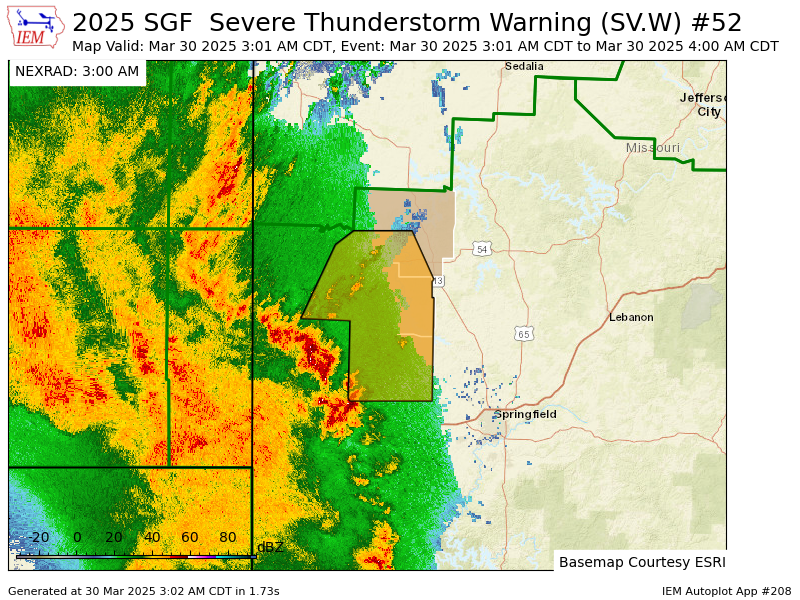 IEM
2025 SGF  Severe Thunderstorm Warning (SV.W) #52
Map Valid: Mar 30 2025 3:01 AM CDT, Event: Mar 30 2025 3:01 AM CDT to Mar 30 2025 4:00 AM CDT
NEXRAD: 3:00 AM
Sedalia
Jefferso
City
Missouri
54
13
65
Lebanon
Springfield
-20 0 20 40 60 80
dBZ
Basemap Courtesy ESRI
Generated at 30 Mar 2025 3:02 AM CDT in 1.73s
IEM Autoplot App #208